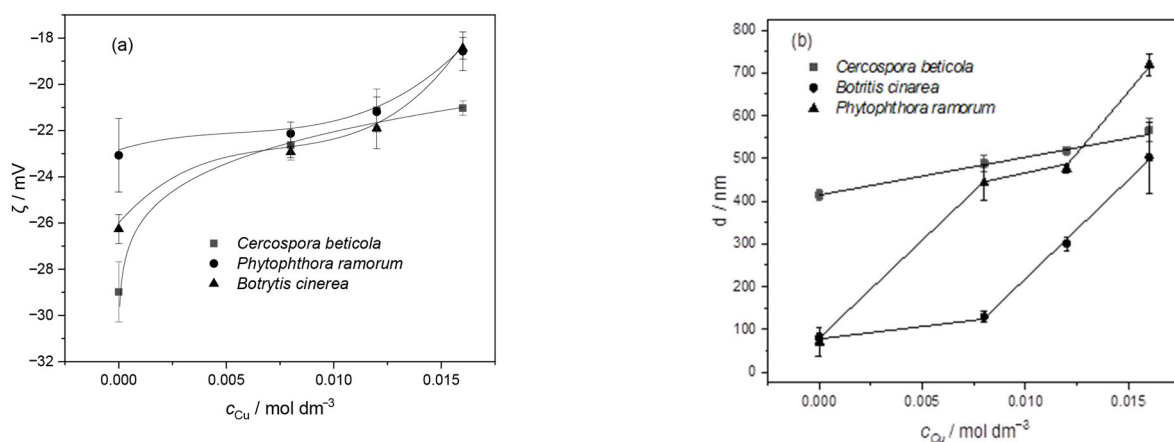 (a)
ζ / mV
−18
−20
−22
−24
−26
−28
−30
−32
Cercospora beticola
Phytophthora ramorum
Botrytis cinerea
0.000
0.005
0.010
0.015
cCu / mol dm−3
(b)
d / nm
800
700
600
500
400
300
200
100
0
Cercospora beticola
Botritis cinarea
Phytophthora ramorum
0.000
0.005
0.010
0.015
cCu / mol dm−3